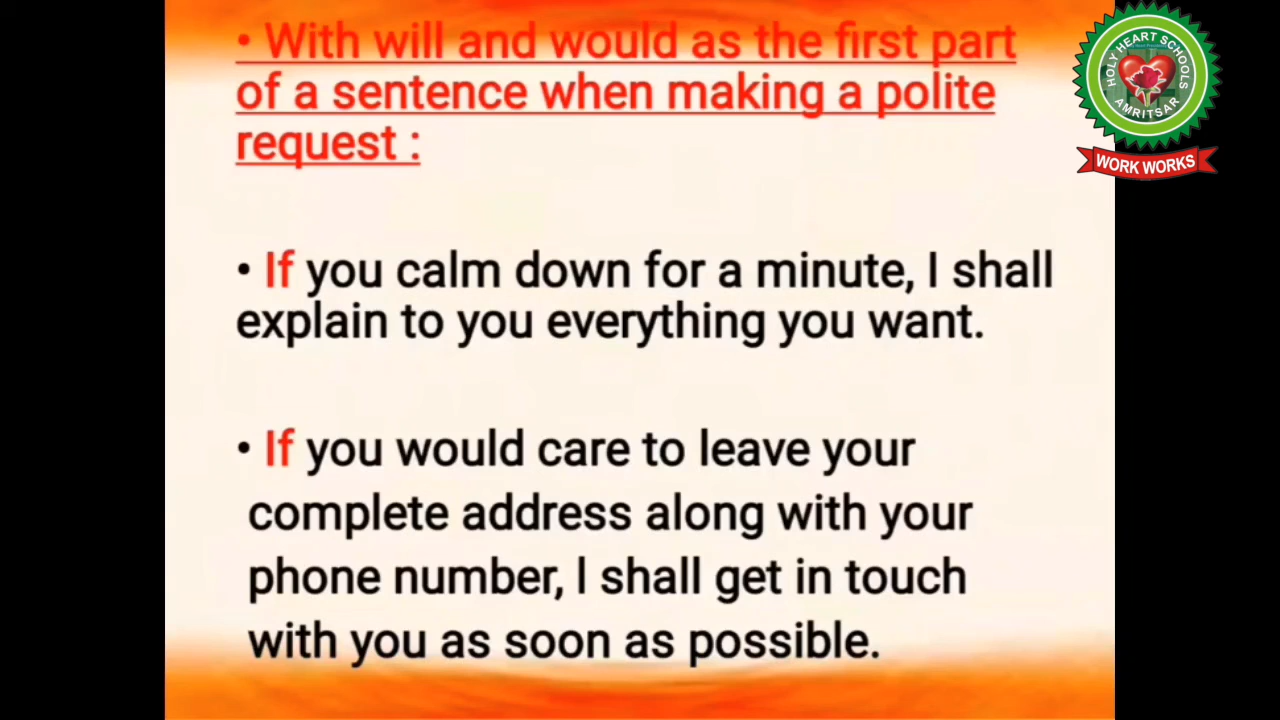 • With will and would as the first part
of a sentence when making a polite
request :
• If you calm down for a minute, I shall
explain to you everything you want.
• If you would care to leave your
complete address along with your
phone number, I shall get in touch
with you as soon as possible.
HOLY HEART SCHOOLS
AMRITSAR
WORK WORKS